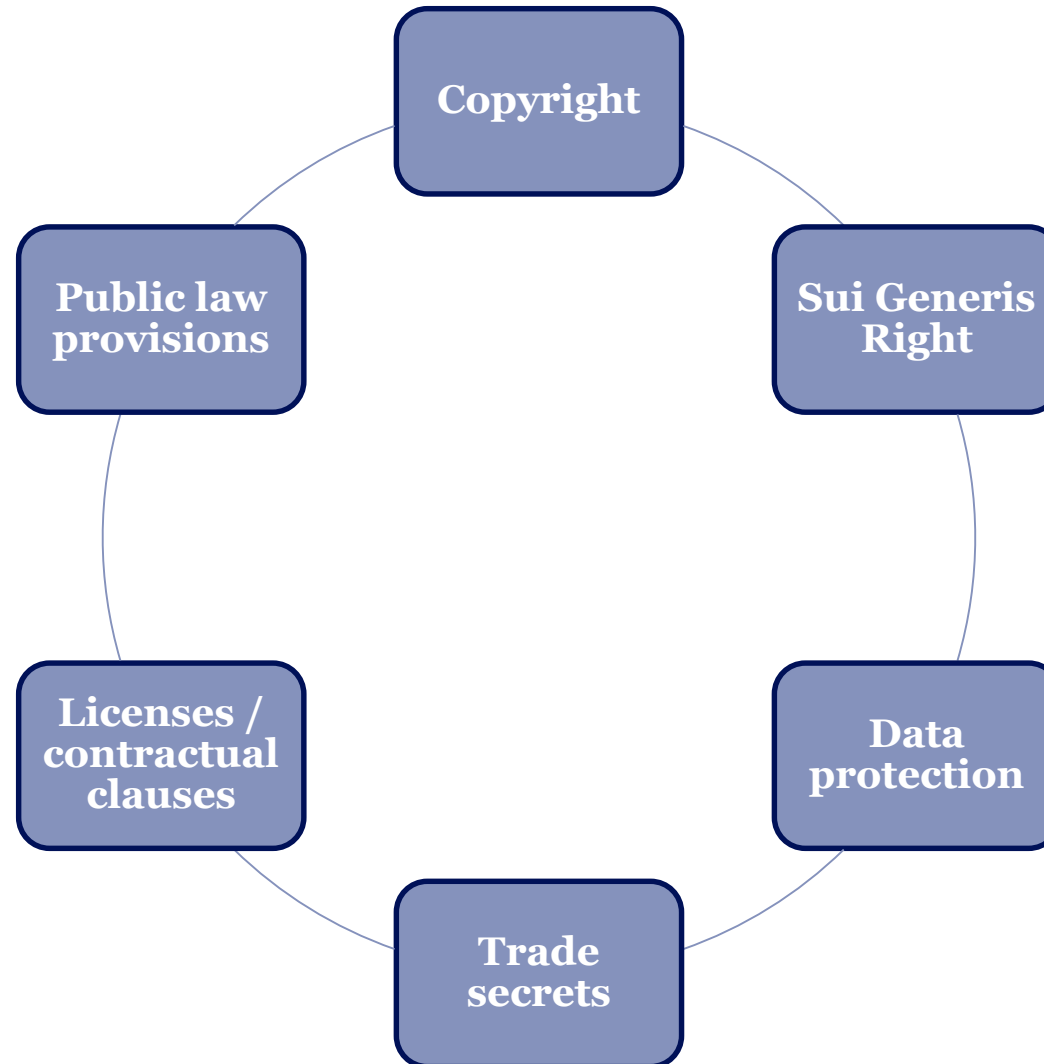 Copyright
Public law
provisions
Sui Generis
Right
Licenses /
contractual
clauses
Data
protection
Trade
secrets